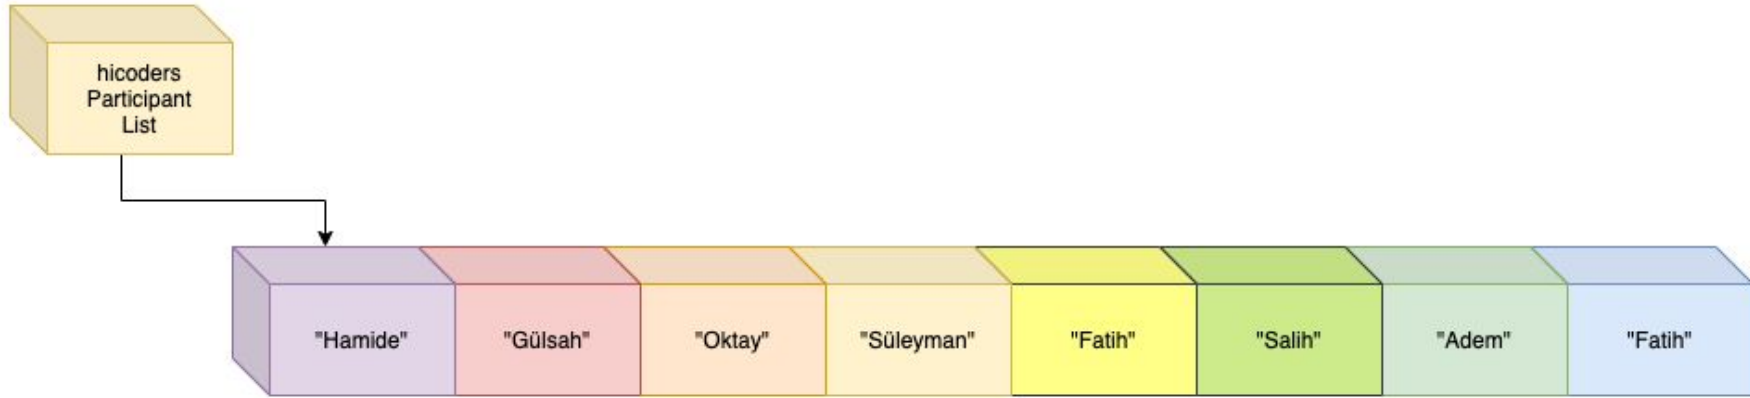 hicoders
Participant
List
"Hamide" "Gülsah" "Oktay" "Süleyman" "Fatih" "Salih" "Adem" "Fatih"